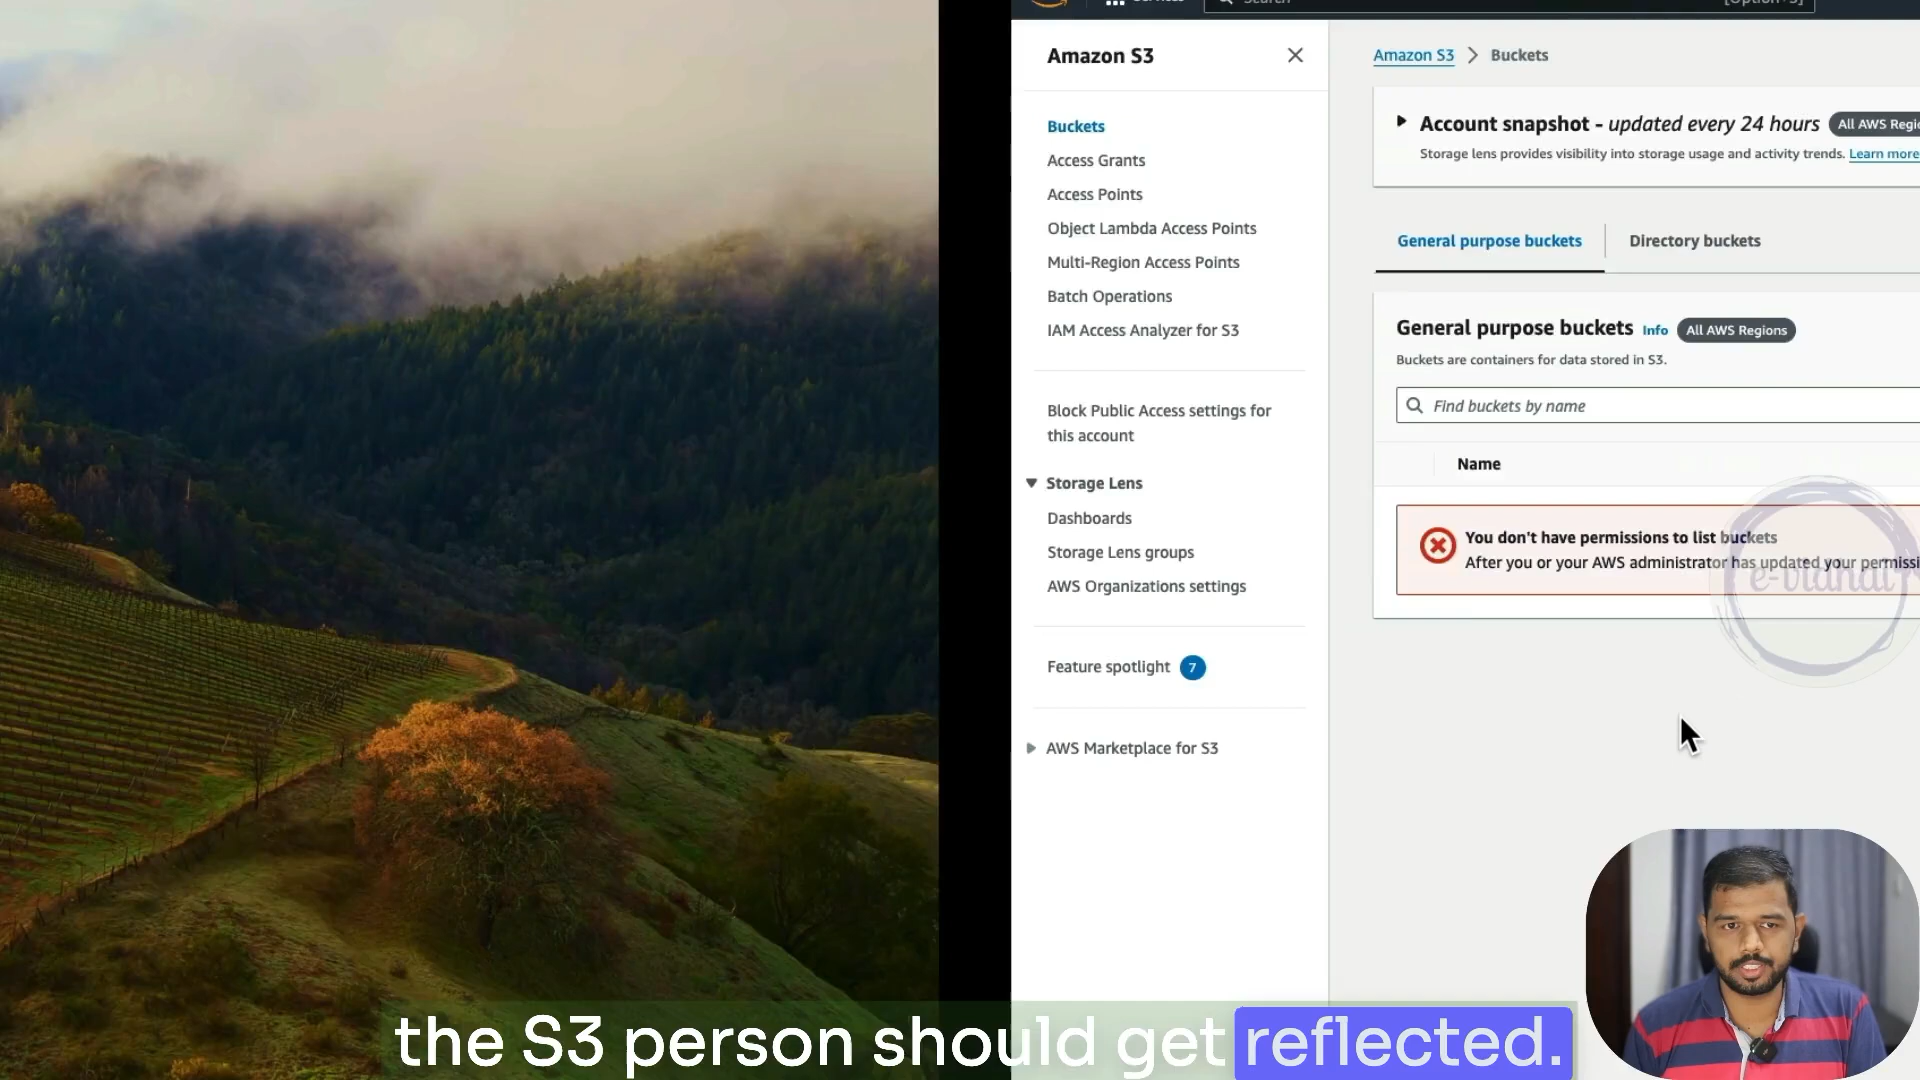 Services
Search
[Option+S]
Amazon S3
Buckets
Access Grants
Access Points
Object Lambda Access Points
Multi-Region Access Points
Batch Operations
IAM Access Analyzer for S3
Block Public Access settings for
this account
Storage Lens
Dashboards
Storage Lens groups
AWS Organizations settings
Feature spotlight 7
AWS Marketplace for S3
Amazon S3 > Buckets
Account snapshot - updated every 24 hours All AWS Regio
Storage lens provides visibility into storage usage and activity trends. Learn more
General purpose buckets Directory buckets
General purpose buckets Info All AWS Regions
Buckets are containers for data stored in S3.
Find buckets by name
Name
You don't have permissions to list buckets
After you or your AWS administrator has updated your permissi
the S3 person should get reflected.